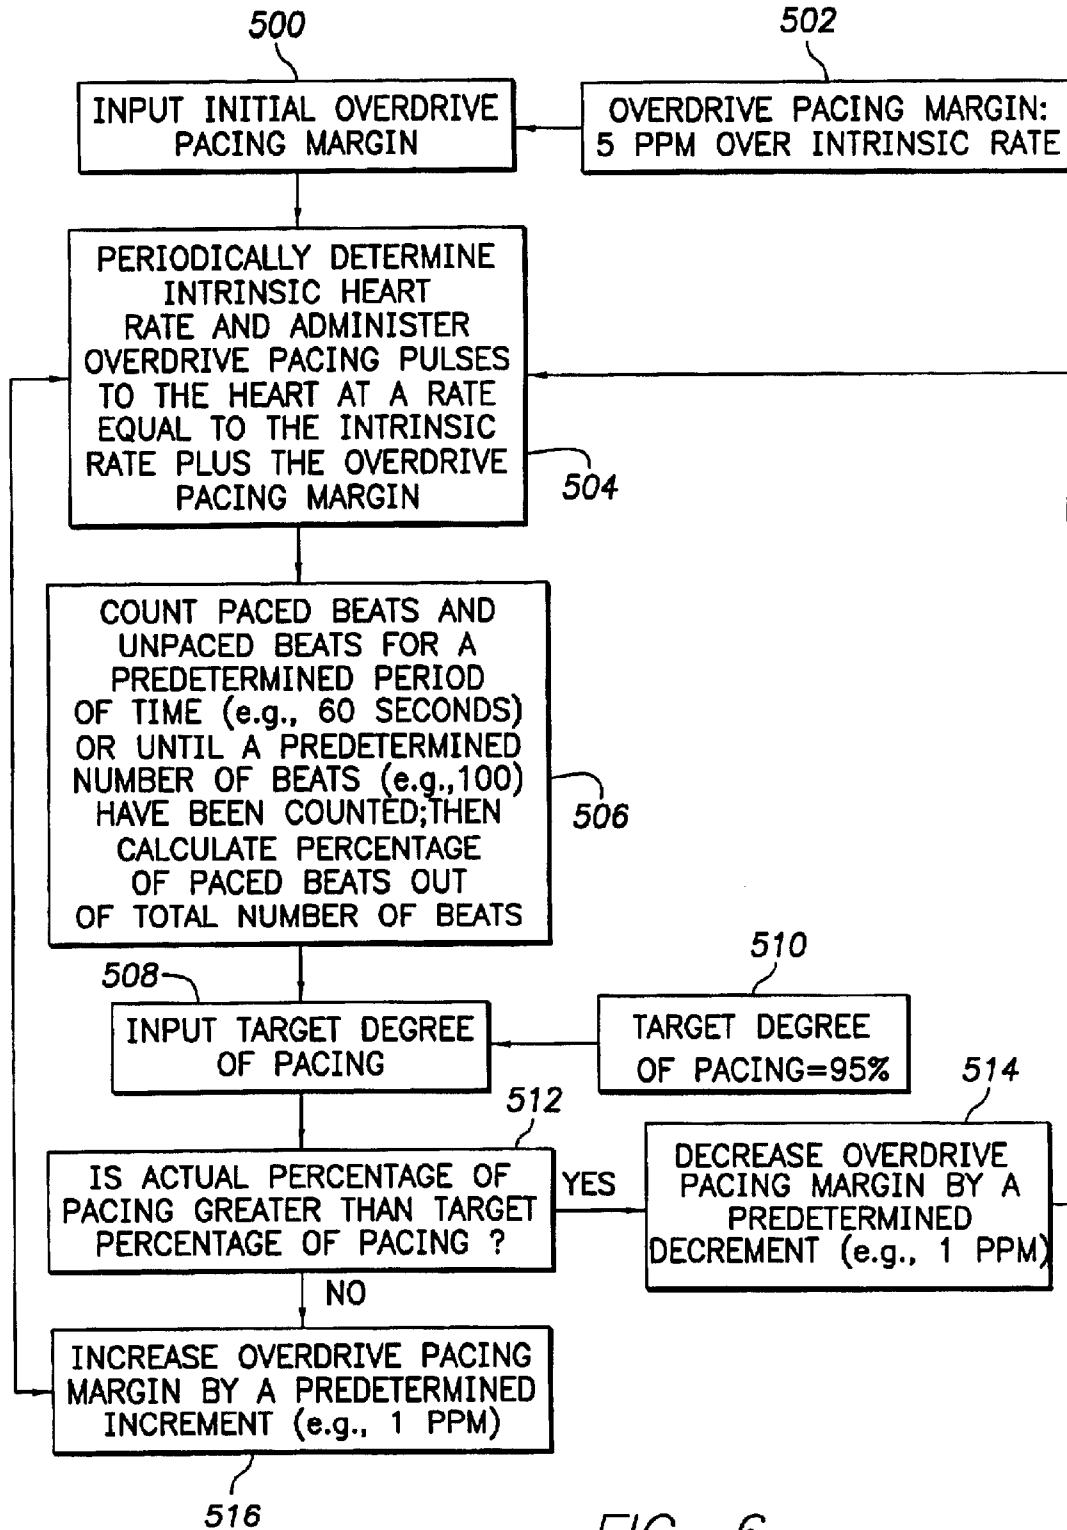 500
502
INPUT INITIAL OVERDRIVE
PACING MARGIN
OVERDRIVE PACING MARGIN:
5 PPM OVER INTRINSIC RATE
PERIODICALLY DETERMINE
INTRINSIC HEART
RATE AND ADMINISTER
OVERDRIVE PACING PULSES
TO THE HEART AT A RATE
EQUAL TO THE INTRINSIC
RATE PLUS THE OVERDRIVE
PACING MARGIN
504
COUNT PACED BEATS AND
UNPACED BEATS FOR A
PREDETERMINED PERIOD
OF TIME (e.g., 60 SECONDS)
OR UNTIL A PREDETERMINED
NUMBER OF BEATS (e.g.,100)
HAVE BEEN COUNTED;THEN
CALCULATE PERCENTAGE
OF PACED BEATS OUT
OF TOTAL NUMBER OF BEATS
506
508
INPUT TARGET DEGREE
OF PACING
510
TARGET DEGREE
OF PACING=95%
512
IS ACTUAL PERCENTAGE OF
PACING GREATER THAN TARGET
PERCENTAGE OF PACING ?
YES
514
DECREASE OVERDRIVE
PACING MARGIN BY A
PREDETERMINED
DECREMENT (e.g., 1 PPM)
NO
INCREASE OVERDRIVE PACING
MARGIN BY A PREDETERMINED
INCREMENT (e.g., 1 PPM)
516
FIG. 6